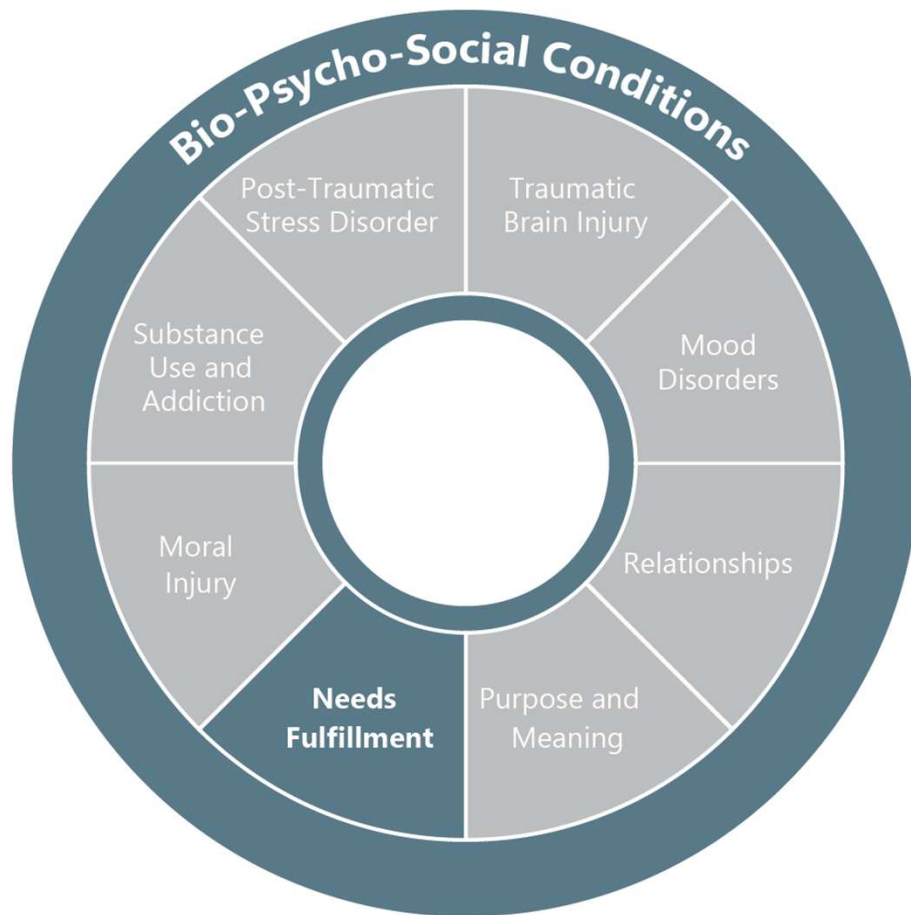 Bio-Psycho-Social Conditions
Post-Traumatic
Stress Disorder
Traumatic
Brain Injury
Substance
Use and
Addiction
Mood
Disorders
Moral
Injury
Relationships
Needs
Fulfillment
Purpose and
Meaning